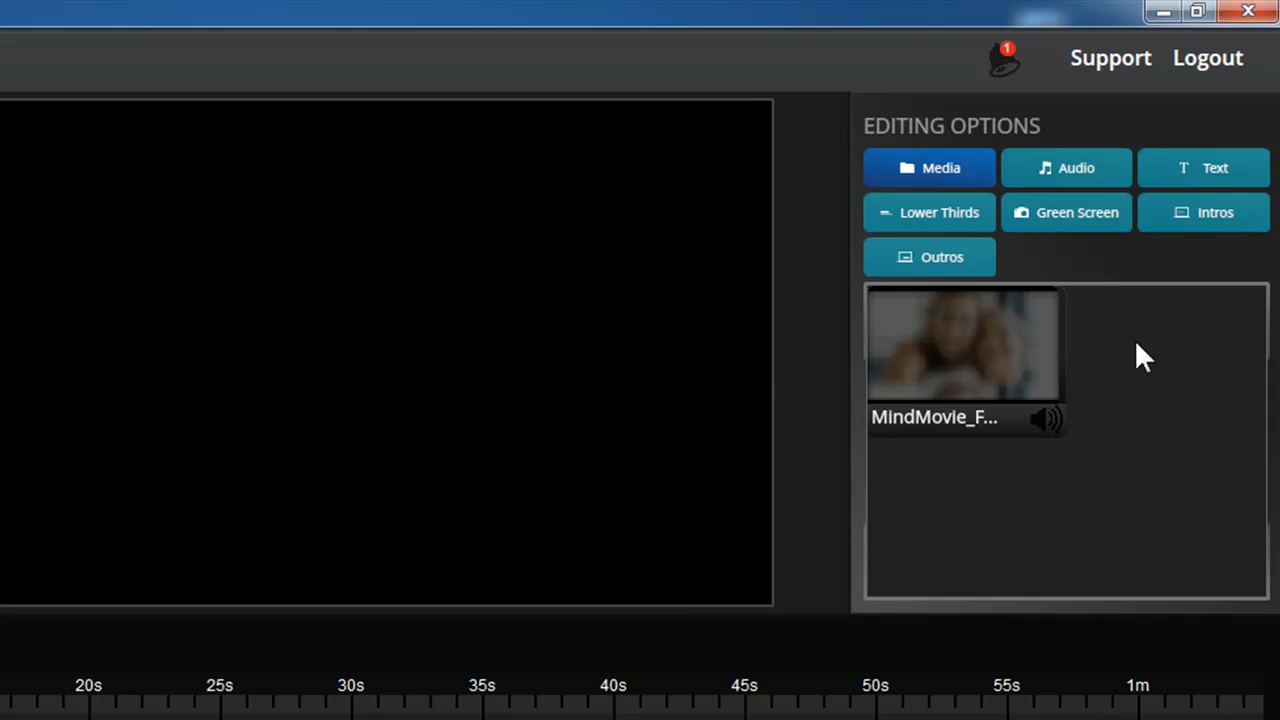 1
Support Logout
EDITING OPTIONS
Media Audio T Text
Lower Thirds Green Screen Intros
Outros
MindMovie_F...
20s 25s 30s 35s 40s 45s 50s 55s 1m